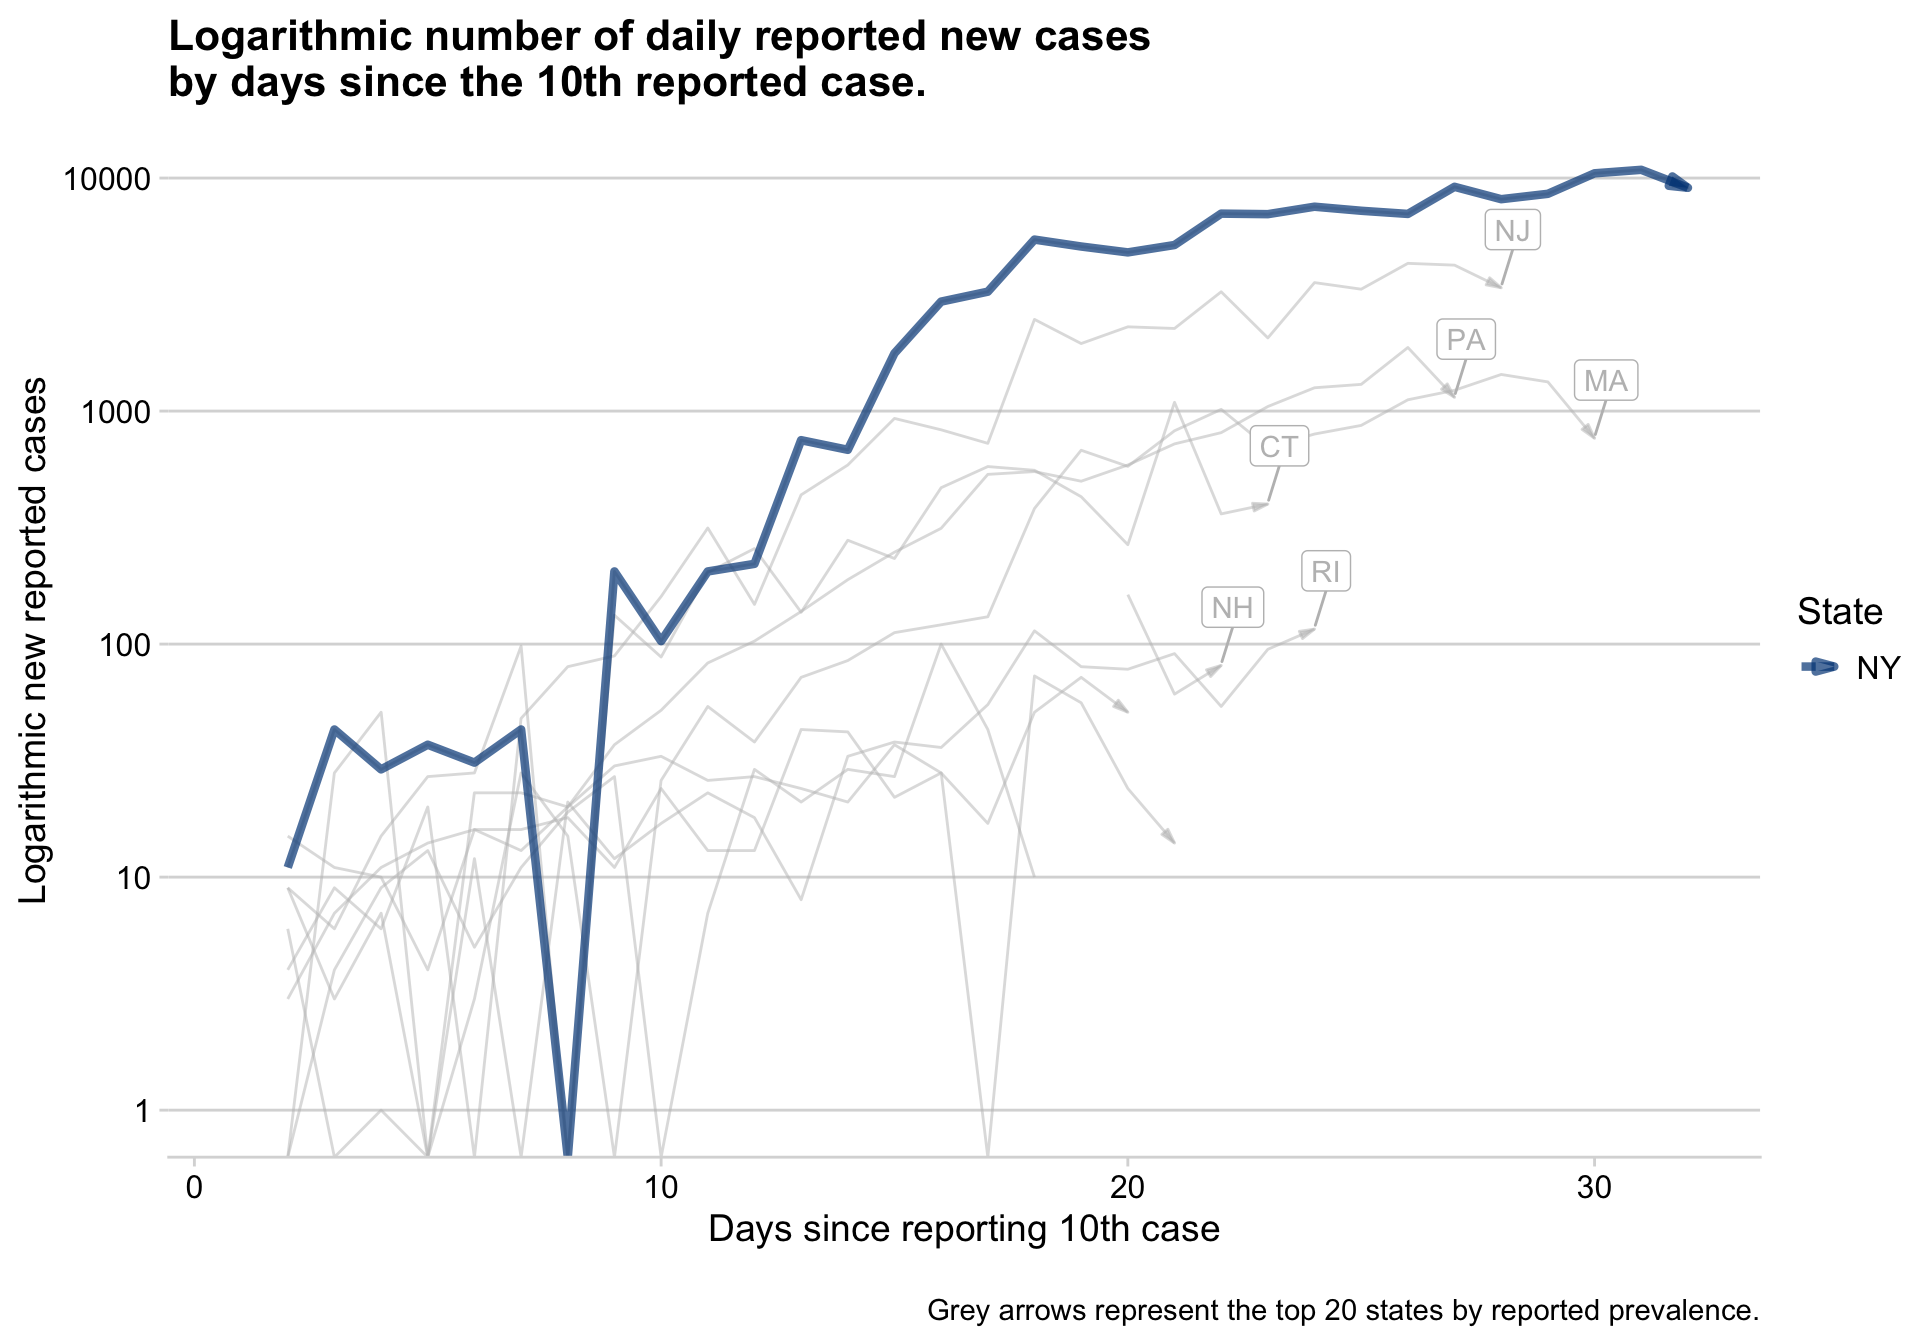 Logarithmic number of daily reported new cases
by days since the 10th reported case.
10000
1000
100
10
1
Logarithmic new reported cases
NJ
PA
MA
CT
RI
NH
State
NY
0
10
20
30
Days since reporting 10th case
Grey arrows represent the top 20 states by reported prevalence.